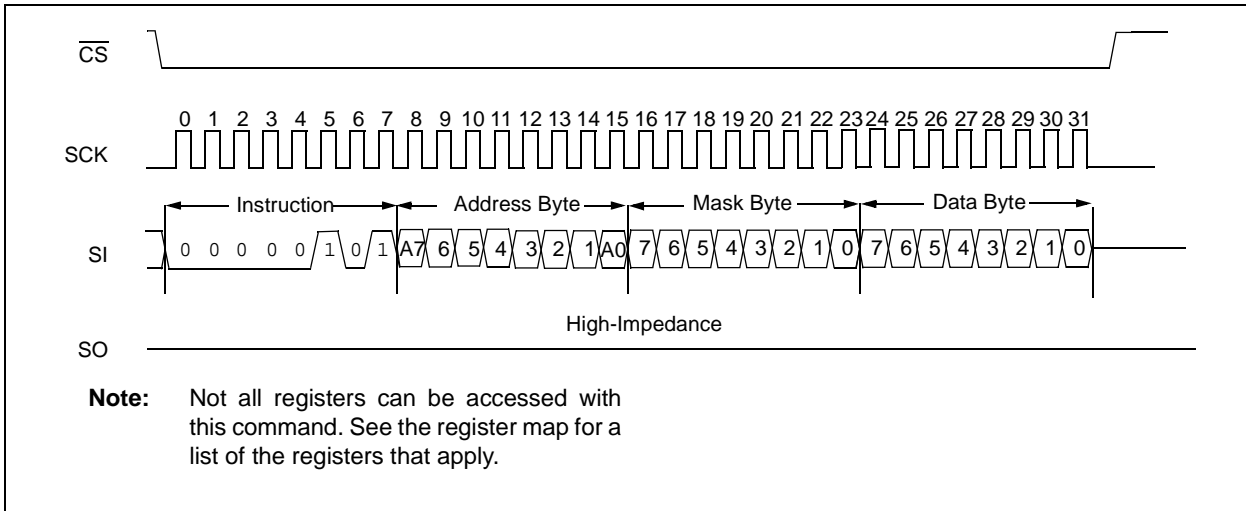 CS
0 1 2 3 4 5 6 7 8 9 10 11 12 13 14 15 16 17 18 19 20 21 22 23 24 25 26 27 28 29 30 31
SCK
Instruction Address Byte Mask Byte Data Byte
SI 0 0 0 0 0 1 0 1 A7 6 5 4 3 2 1 A0 7 6 5 4 3 2 1 0 7 6 5 4 3 2 1 0
High-Impedance
SO
Note: Not all registers can be accessed with
this command. See the register map for a
list of the registers that apply.